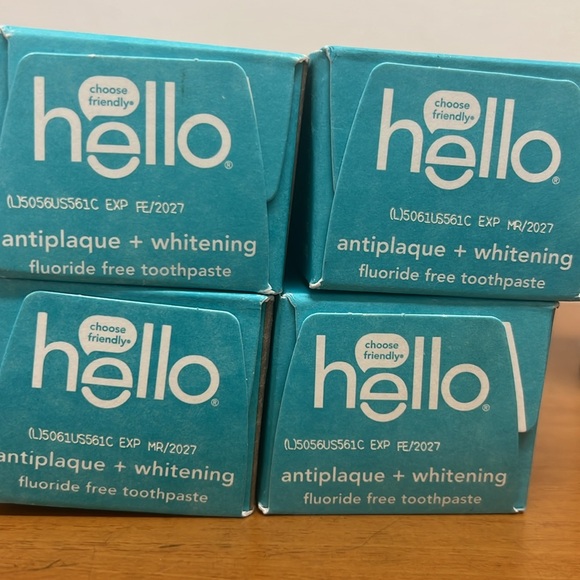 choose
friendly®
hello®
(L)5056US561C EXP FE/2027
antiplaque + whitening
fluoride free toothpaste
choose
friendly®
hello®
(L)5061US561C EXP MR/2027
antiplaque + whitening
fluoride free toothpaste
choose
friendly®
hello®
(L)5061US561C EXP MR/2027
antiplaque + whitening
fluoride free toothpaste
choose
friendly®
hello®
(L)5056US561C EXP FE/2027
antiplaque + whitening
fluoride free toothpaste